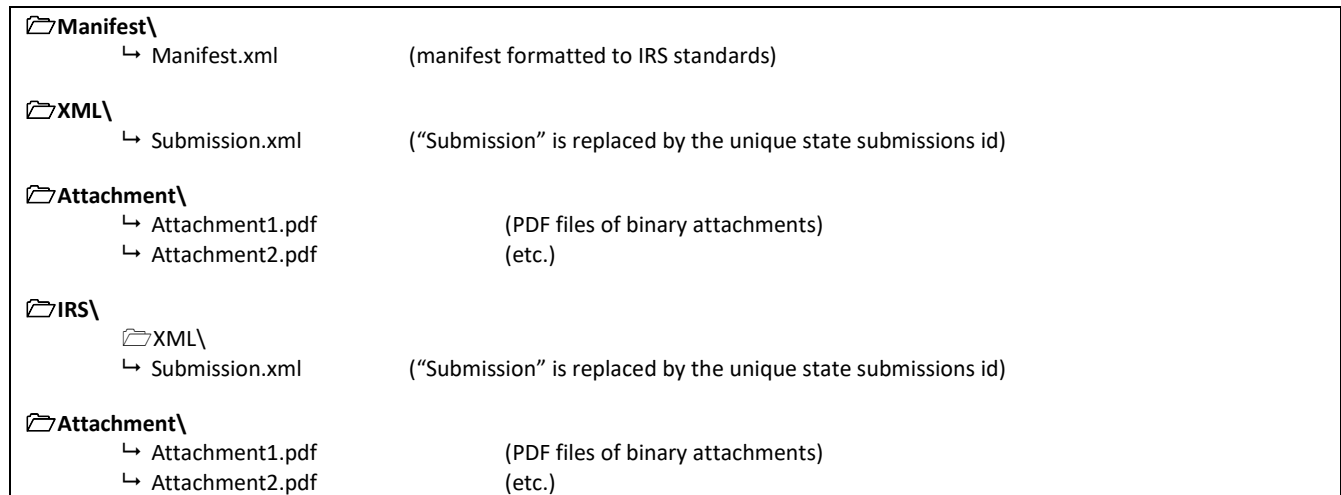 Manifest\
↳ Manifest.xml (manifest formatted to IRS standards)
XML\
↳ Submission.xml (“Submission” is replaced by the unique state submissions id)
Attachment\
↳ Attachment1.pdf (PDF files of binary attachments)
↳ Attachment2.pdf (etc.)
IRS\
XML\
↳ Submission.xml (“Submission” is replaced by the unique state submissions id)
Attachment\
↳ Attachment1.pdf (PDF files of binary attachments)
↳ Attachment2.pdf (etc.)